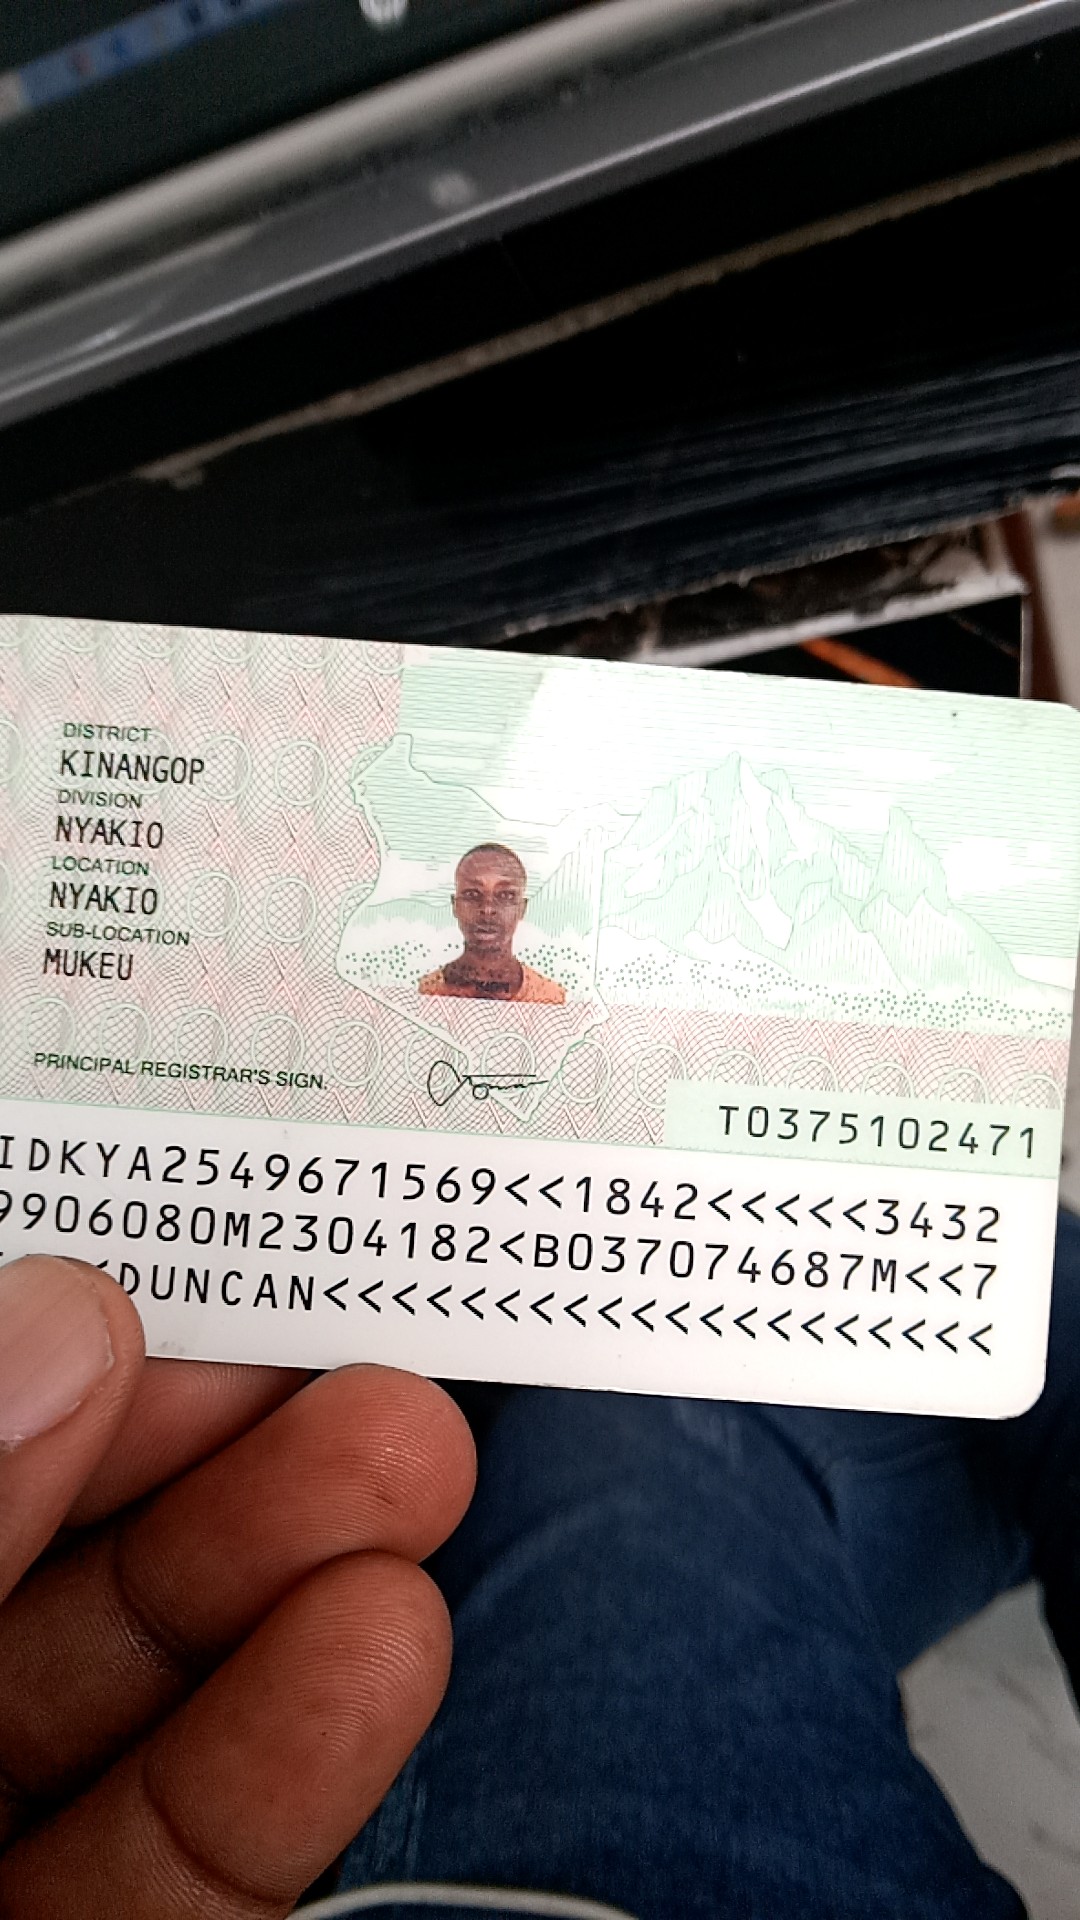 DISTRICT
KINANGOP
DIVISION
NYAKIO
LOCATION
NYAKIO
SUB-LOCATION
MUKEU
PRINCIPAL REGISTRAR'S SIGN.
T0375102471
IDKYA2549671569<<1842<<<<<3432
9906080M2304182<B037074687M<<7
<DUNCAN<<<<<<<<<<<<<<<<<<<<